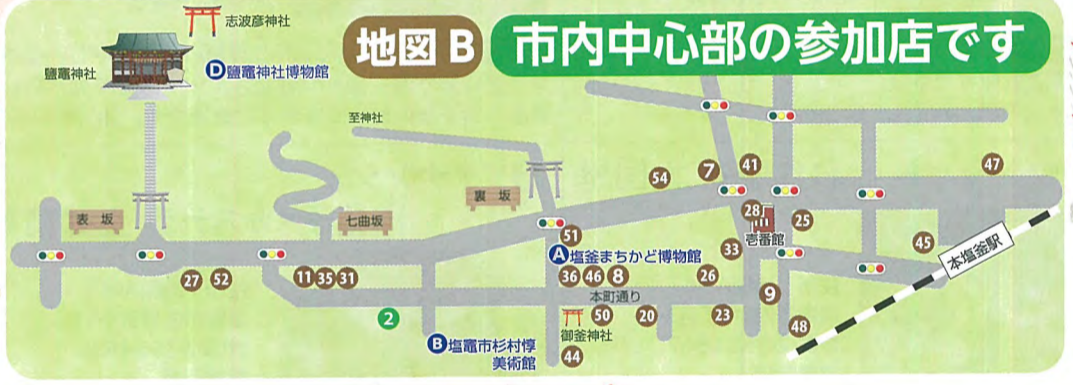 地図 B
市内中心部の参加店です
志波彦神社
鹽竈神社
D 鹽竈神社博物館
至神社
表坂
七曲坂
裏坂
54
7
41
47
28
壱番館
25
45
本塩釜駅
51
A 塩釜まちかど博物館
33
27
52
11
35
31
36
46
8
26
本町通り
9
2
御釜神社
50
20
23
48
B 塩竈市杉村惇
美術館
44